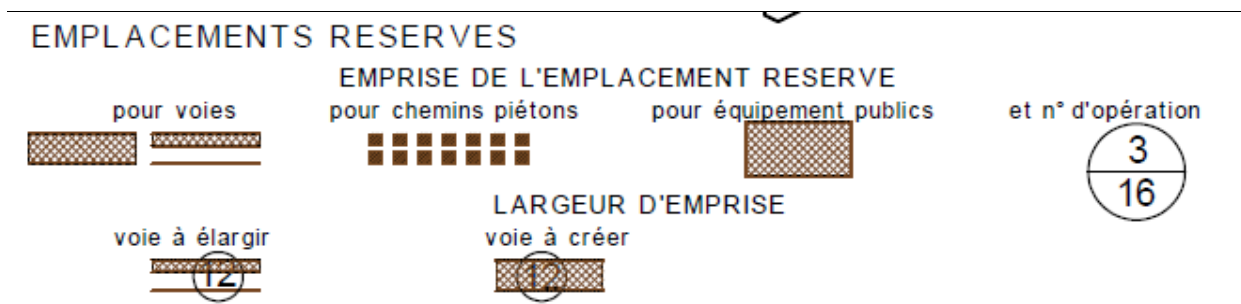 EMPLACEMENTS RESERVES
EMPRISE DE L'EMPLACEMENT RESERVE
pour voies pour chemins piétons pour équipement publics et n° d'opération
3
16
LARGEUR D'EMPRISE
voie à élargir voie à créer
12 12